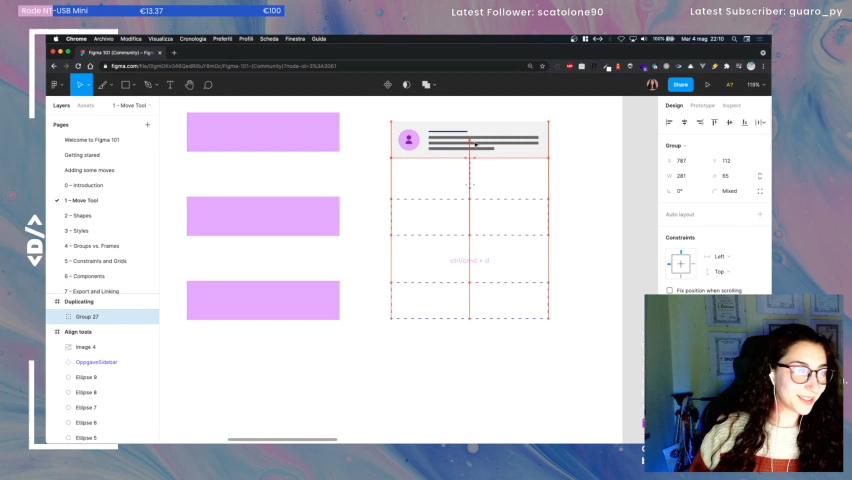 Rode NT-USB Mini €13.37 €100
Latest Follower: scatolone90
Latest Subscriber: guaro_py
Chrome Archivio Modifica Visualizza Cronologia Preferiti Profili Scheda Finestra Guida
100%
Mar 4 mag 22:10
Figma 101 (Community) – Fig
Share
A?
119%
Layers
Assets
1 – Move Tool
Pages
Welcome to Figma 101
Getting stared
Adding some moves
0 – Introduction
1 – Move Tool
2 – Shapes
3 – Styles
4 – Groups vs. Frames
5 – Constraints and Grids
6 – Components
7 – Export and Linking
Duplicating
Group 27
Align tools
Image 4
OppgaveSidebar
Ellipse 9
Ellipse 8
Ellipse 7
Ellipse 6
Ellipse 5
ctrl/cmd + d
Design
Prototype
Inspect
Group
X 787 Y 112
W 281 H 65
0° Mixed
Auto layout
Constraints
Left
Top
Fix position when scrolling
<D/>